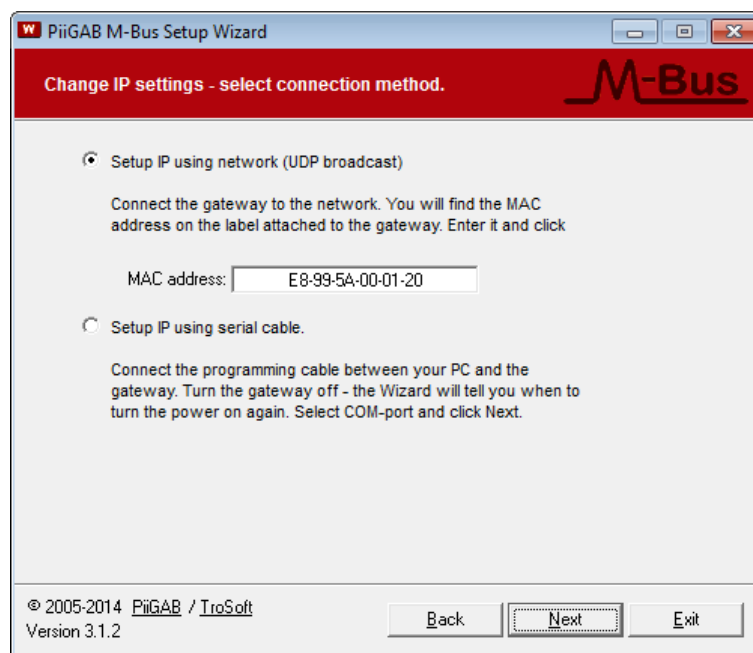 PiiGAB M-Bus Setup Wizard
Change IP settings - select connection method.
M-Bus
Setup IP using network (UDP broadcast)
Connect the gateway to the network. You will find the MAC
address on the label attached to the gateway. Enter it and click
MAC address:
E8-99-5A-00-01-20
Setup IP using serial cable.
Connect the programming cable between your PC and the
gateway. Turn the gateway off - the Wizard will tell you when to
turn the power on again. Select COM-port and click Next.
© 2005-2014 PiiGAB / TroSoft
Version 3.1.2
Back
Next
Exit